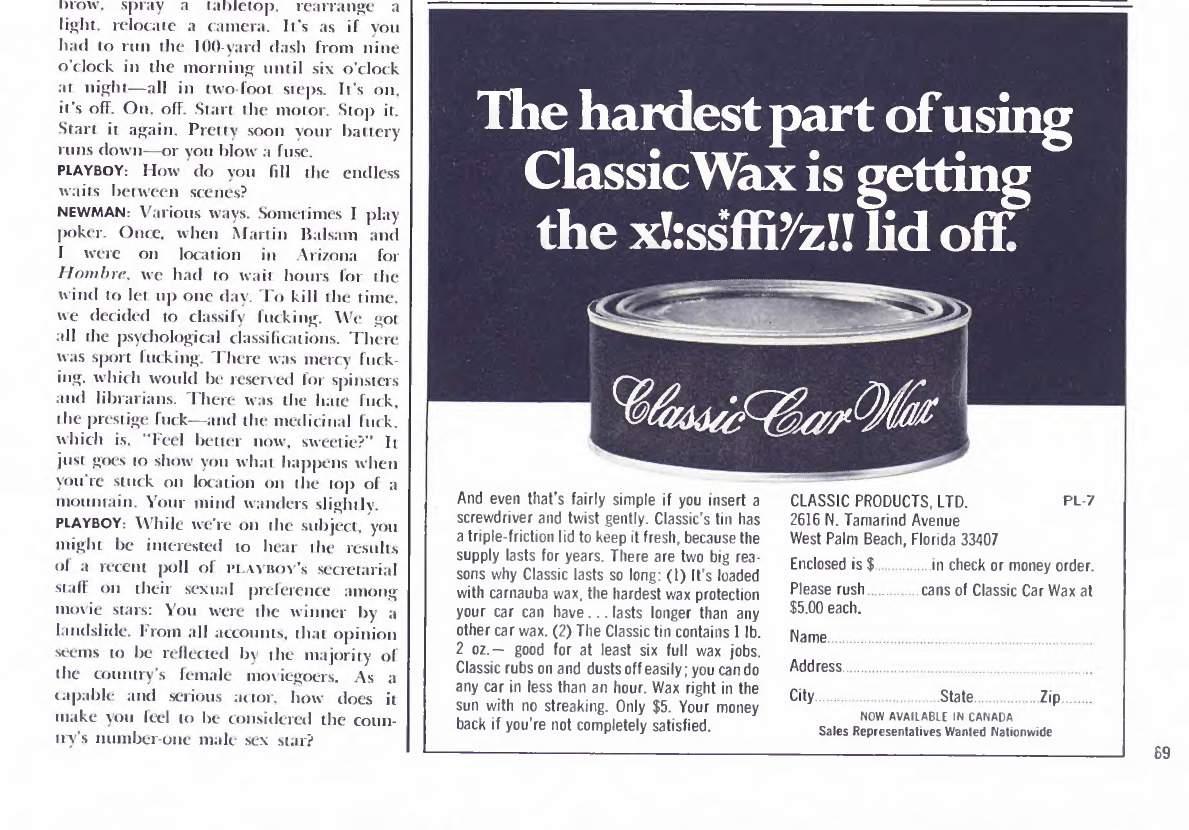 brow, spray a tabletop, rearrange a
light, relocate a camera. It's as if you
had to run the 100-yard dash from nine
o'clock in the morning until six o'clock
at night—all in two-foot steps. It's on,
it's off. On, off. Start the motor. Stop it.
Start it again. Pretty soon your battery
runs down—or you blow a fuse.
PLAYBOY: How do you fill the endless
waits between scenes?
NEWMAN: Various ways. Sometimes I play
poker. Once, when Martin Balsam and
I were on location in Arizona for
Hombre, we had to wait hours for the
wind to let up one day. To kill the time,
we decided to classify fucking. We got
all the psychological classifications. There
was sport fucking. There was mercy fuck-
ing, which would be reserved for spinsters
and librarians. There was the hate fuck,
the prestige fuck—and the medicinal fuck,
which is, "Feel better now, sweetie?" It
just goes to show you what happens when
you're stuck on location on the top of a
mountain. Your mind wanders slightly.
PLAYBOY: While we're on the subject, you
might be interested to hear the results
of a recent poll of PLAYBOY's secretarial
staff on their sexual preference among
movie stars: You were the winner by a
landslide. From all accounts, that opinion
seems to be reflected by the majority of
the country's female moviegoers. As a
capable and serious actor, how does it
make you feel to be considered the coun-
try's number-one male sex star?
The hardest part of using
Classic Wax is getting
the x!:ss*ffi⅟z!! lid off.
Classic Car Wax
And even that's fairly simple if you insert a
screwdriver and twist gently. Classic's tin has
a triple-friction lid to keep it fresh, because the
supply lasts for years. There are two big rea-
sons why Classic lasts so long: (1) It's loaded
with carnauba wax, the hardest wax protection
your car can have . . . lasts longer than any
other car wax. (2) The Classic tin contains 1 lb.
2 oz.— good for at least six full wax jobs.
Classic rubs on and dusts off easily; you can do
any car in less than an hour. Wax right in the
sun with no streaking. Only $5. Your money
back if you're not completely satisfied.
CLASSIC PRODUCTS, LTD. PL-7
2616 N. Tamarind Avenue
West Palm Beach, Florida 33407
Enclosed is $.............. in check or money order.
Please rush............. cans of Classic Car Wax at
$5.00 each.
Name..................................................
Address..................................................
City..............................State................Zip........
NOW AVAILABLE IN CANADA
Sales Representatives Wanted Nationwide
69